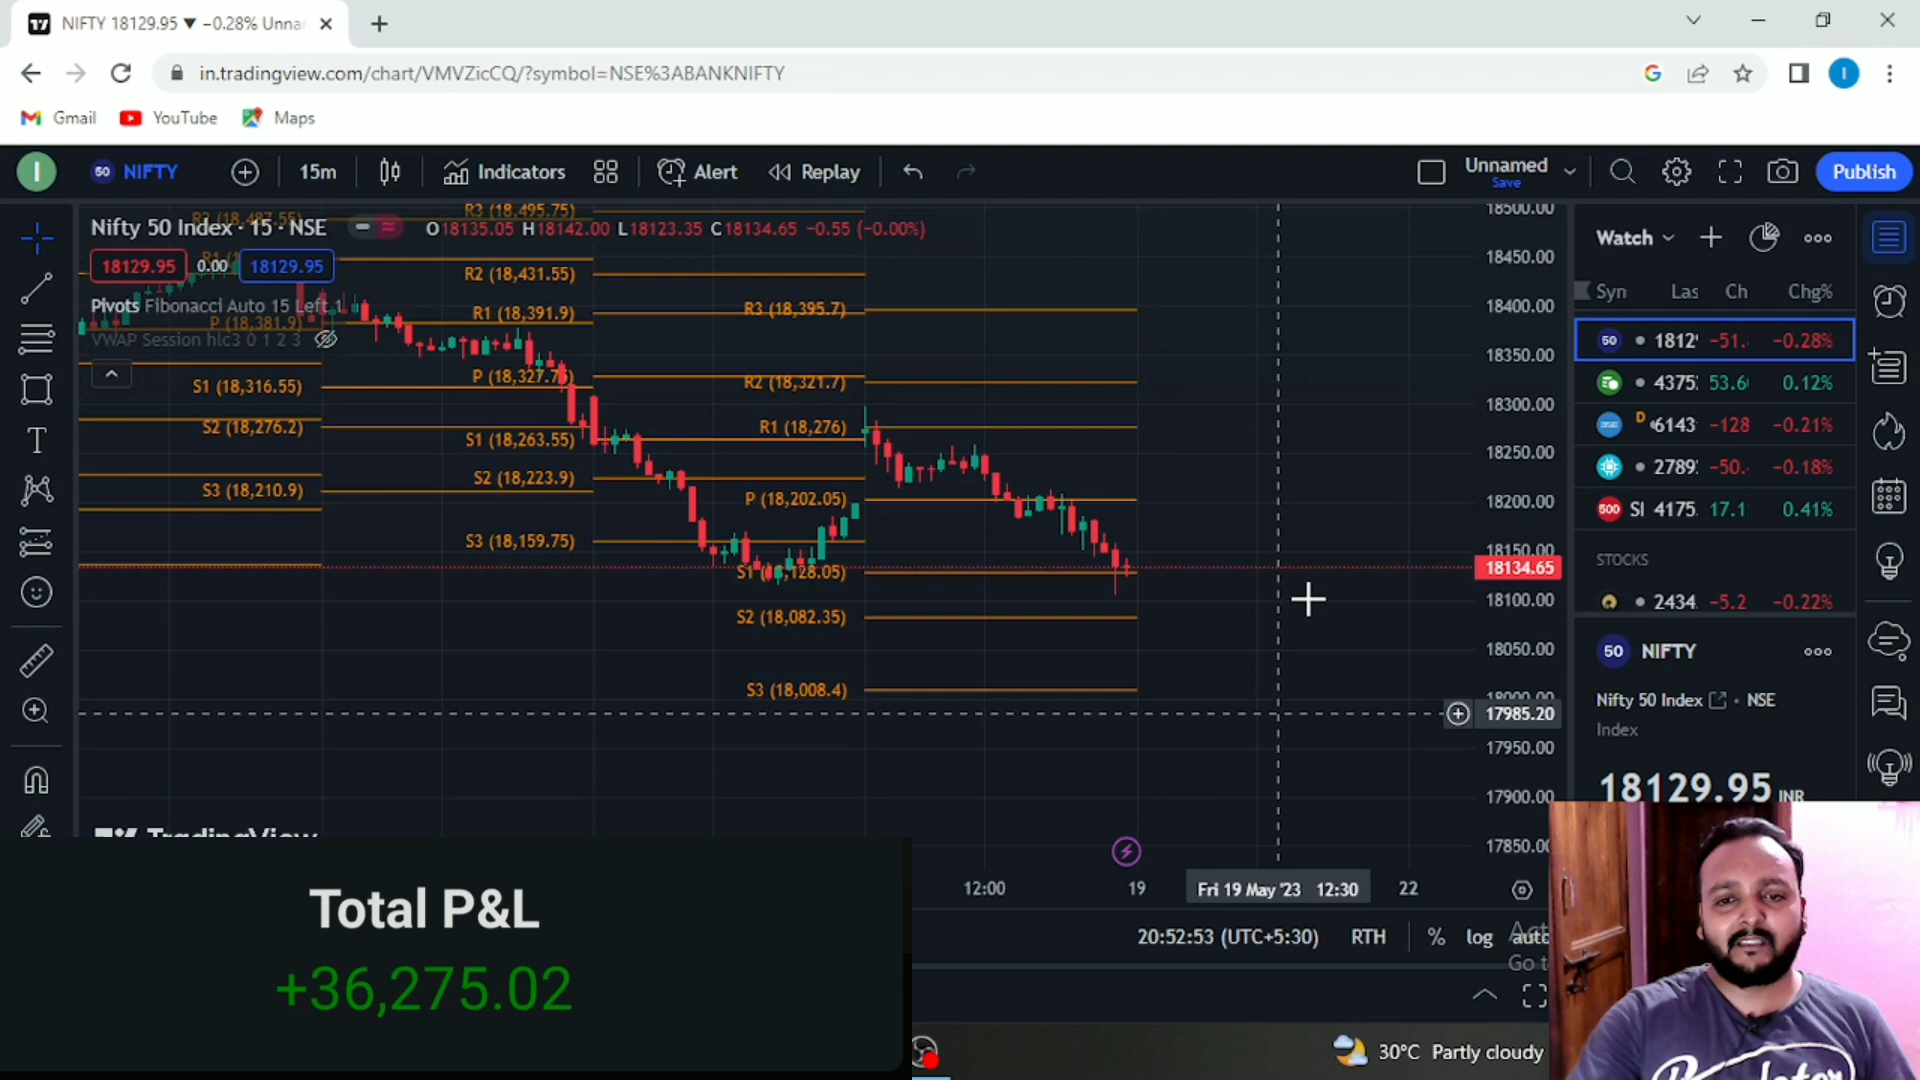 NIFTY 18129.95 ▼ −0.28% Unnar
in.tradingview.com/chart/VMVZicCQ/?symbol=NSE%3ABANKNIFTY
Gmail YouTube Maps
50 NIFTY 15m Indicators Alert Replay Unnamed Save Publish
Nifty 50 Index · 15 · NSE O18135.05 H18142.00 L18123.35 C18134.65 −0.55 (−0.00%)
18129.95 0.00 18129.95
Pivots Fibonacci Auto 15 Left 1
VWAP Session hlc3 0 1 2 3
R3 (18,487.55)
P (18,381.9)
S1 (18,316.55)
S2 (18,276.2)
S3 (18,210.9)
R3 (18,495.75)
R2 (18,431.55)
R1 (18,391.9)
S1 (18,263.55)
S2 (18,223.9)
S3 (18,159.75)
R3 (18,395.7)
R2 (18,321.7)
R1 (18,276)
P (18,202.05)
S2 (18,082.35)
S3 (18,008.4)
18500.00
18450.00
18400.00
18350.00
18300.00
18250.00
18200.00
18150.00
18134.65
18100.00
18050.00
18000.00
17985.20
17950.00
17900.00
17850.00
TradingView
12:00 19 Fri 19 May '23 12:30 22
20:52:53 (UTC+5:30) RTH % log auto
Go to
Watch
Syn Las Ch Chg%
50 1812 −51. −0.28%
4375 53.6 0.12%
D 6143 −128 −0.21%
2789 −50. −0.18%
500 SI 4175. 17.1 0.41%
STOCKS
2434. −5.2 −0.22%
50 NIFTY
Nifty 50 Index · NSE
Index
18129.95 INR
Total P&L
+36,275.02
30°C Partly cloudy